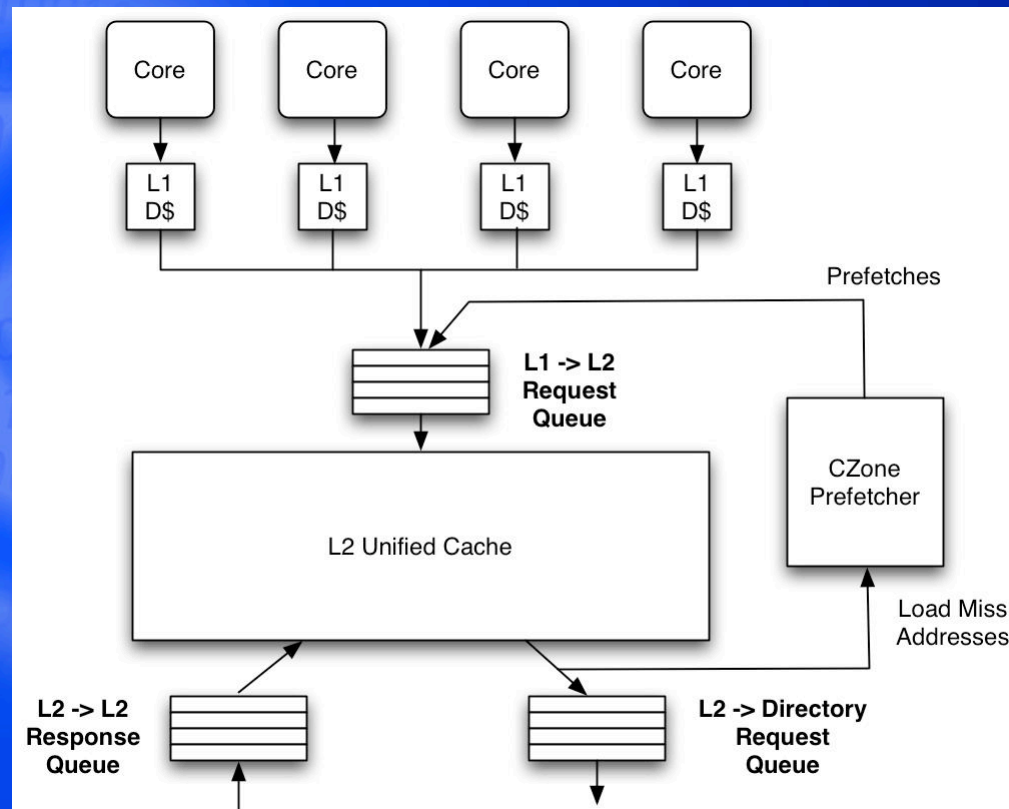 Core
Core
Core
Core
L1
D$
L1
D$
L1
D$
L1
D$
Prefetches
L1 -> L2
Request
Queue
CZone
Prefetcher
L2 Unified Cache
Load Miss
Addresses
L2 -> L2
Response
Queue
L2 -> Directory
Request
Queue